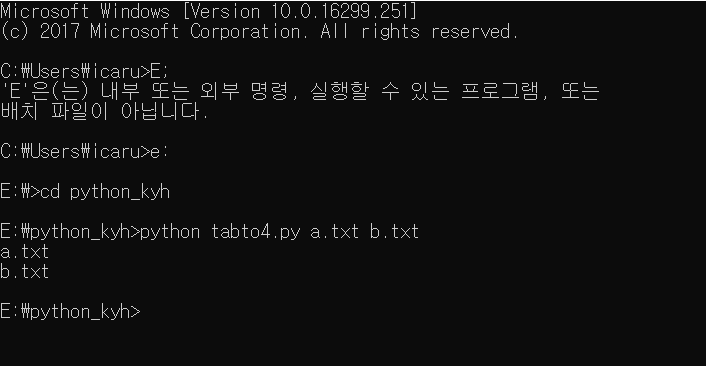 Microsoft Windows [Version 10.0.16299.251]
(c) 2017 Microsoft Corporation. All rights reserved.
C:₩Users₩icaru>E;
'E'은(는) 내부 또는 외부 명령, 실행할 수 있는 프로그램, 또는
배치 파일이 아닙니다.
C:₩Users₩icaru>e:
E:₩>cd python_kyh
E:₩python_kyh>python tabto4.py a.txt b.txt
a.txt
b.txt
E:₩python_kyh>